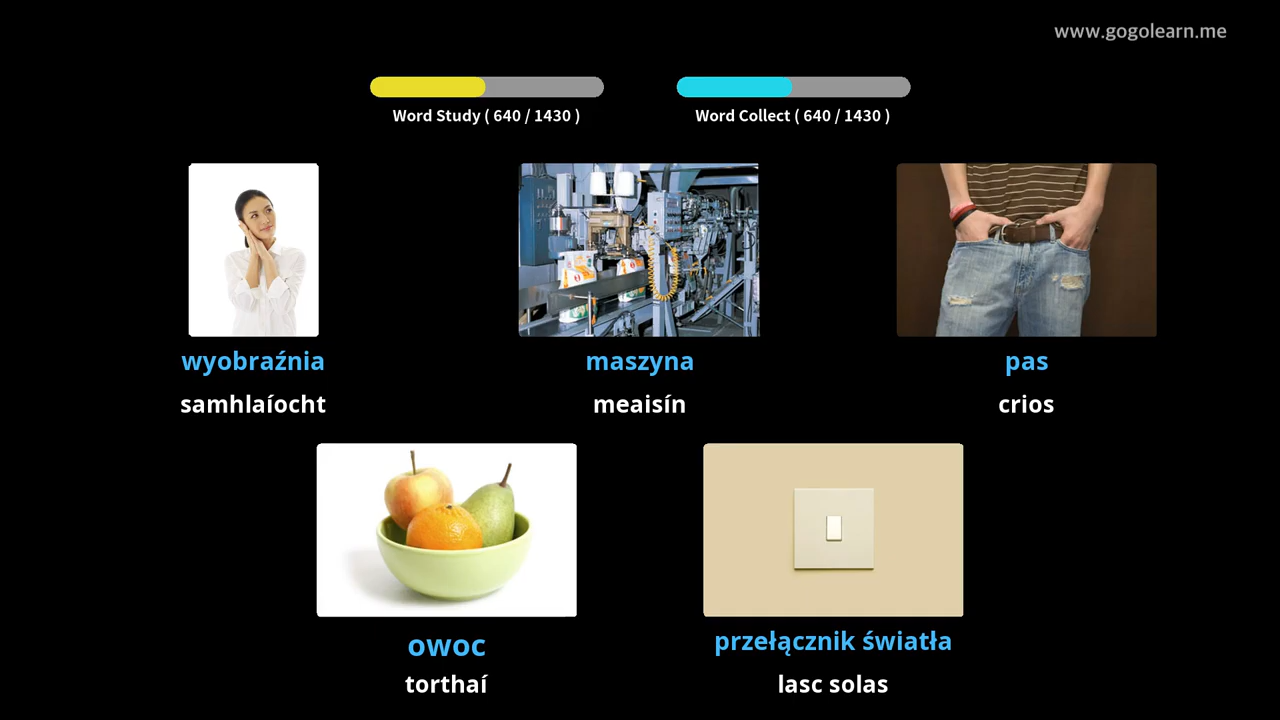 www.gogolearn.me
Word Study ( 640 / 1430 )
Word Collect ( 640 / 1430 )
wyobraźnia
maszyna
pas
samhlaíocht
meaisín
crios
owoc
przełącznik światła
torthaí
lasc solas